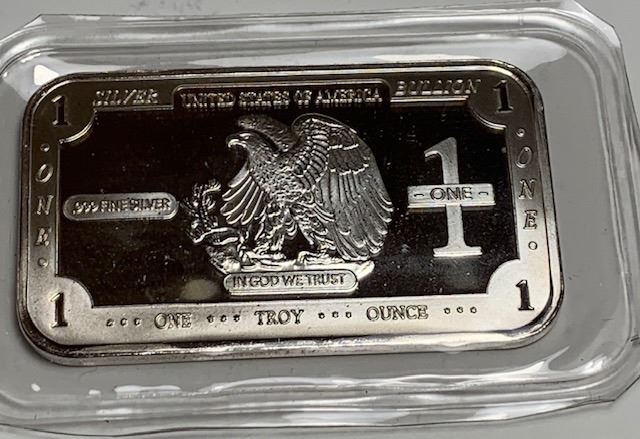 1 SILVER UNITED STATES OF AMERICA BULLION 1
ONE
.999 FINE SILVER
1
- ONE -
ONE
IN GOD WE TRUST
1 ONE TROY OUNCE 1